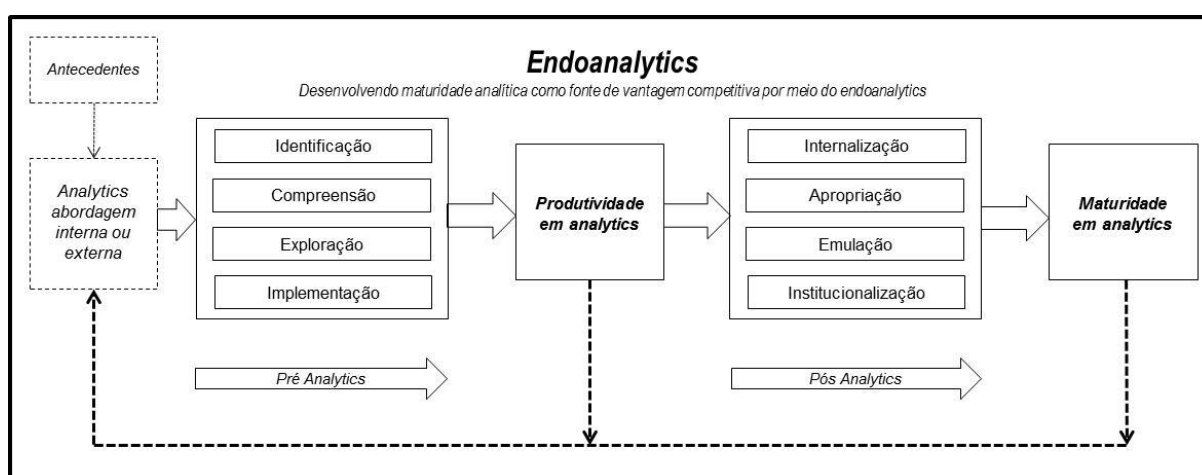 Endoanalytics
Desenvolvendo maturidade analítica como fonte de vantagem competitiva por meio do endoanalytics
Antecedentes
Analytics
abordagem
interna ou
externa
Identificação
Compreensão
Exploração
Implementação
Pré Analytics
Produtividade
em analytics
Internalização
Apropriação
Emulação
Institucionalização
Pós Analytics
Maturidade
em analytics